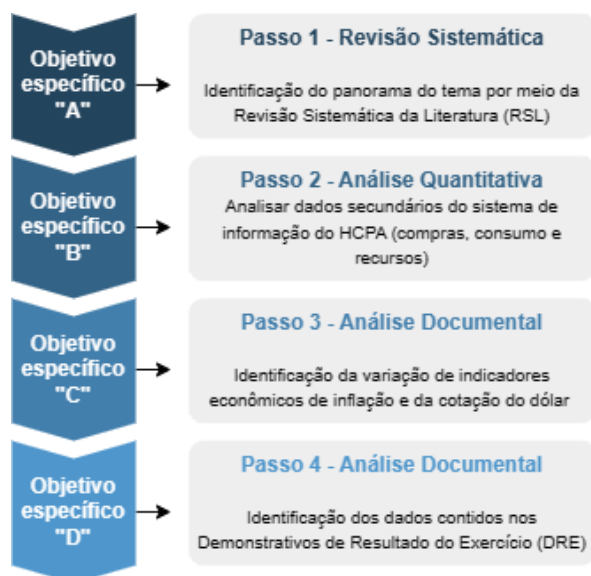 Objetivo
específico
"A"
Passo 1 - Revisão Sistemática
Identificação do panorama do tema por meio da
Revisão Sistemática da Literatura (RSL)
Objetivo
específico
"B"
Passo 2 - Análise Quantitativa
Analisar dados secundários do sistema de
informação do HCPA (compras, consumo e
recursos)
Objetivo
específico
"C"
Passo 3 - Análise Documental
Identificação da variação de indicadores
econômicos de inflação e da cotação do dólar
Objetivo
específico
"D"
Passo 4 - Análise Documental
Identificação dos dados contidos nos
Demonstrativos de Resultado do Exercício (DRE)